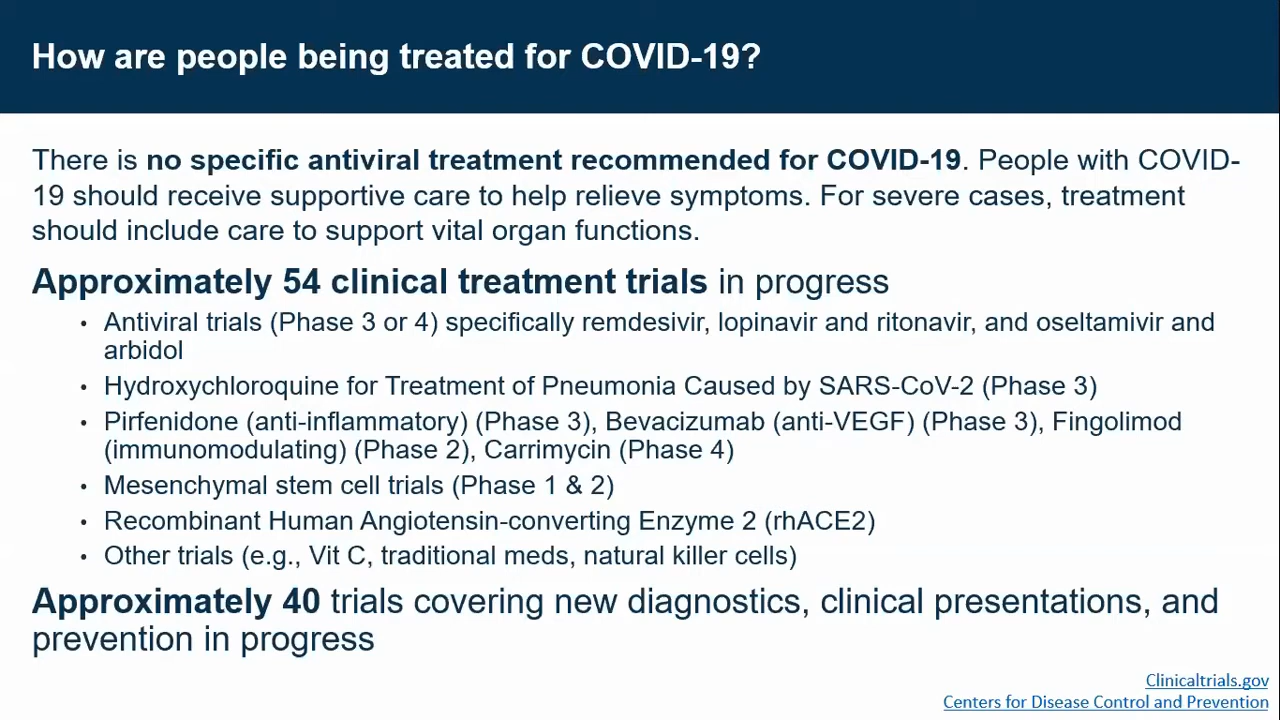 How are people being treated for COVID-19?
There is no specific antiviral treatment recommended for COVID-19. People with COVID-
19 should receive supportive care to help relieve symptoms. For severe cases, treatment
should include care to support vital organ functions.
Approximately 54 clinical treatment trials in progress
• Antiviral trials (Phase 3 or 4) specifically remdesivir, lopinavir and ritonavir, and oseltamivir and
arbidol
• Hydroxychloroquine for Treatment of Pneumonia Caused by SARS-CoV-2 (Phase 3)
• Pirfenidone (anti-inflammatory) (Phase 3), Bevacizumab (anti-VEGF) (Phase 3), Fingolimod
(immunomodulating) (Phase 2), Carrimycin (Phase 4)
• Mesenchymal stem cell trials (Phase 1 & 2)
• Recombinant Human Angiotensin-converting Enzyme 2 (rhACE2)
• Other trials (e.g., Vit C, traditional meds, natural killer cells)
Approximately 40 trials covering new diagnostics, clinical presentations, and
prevention in progress
Clinicaltrials.gov
Centers for Disease Control and Prevention